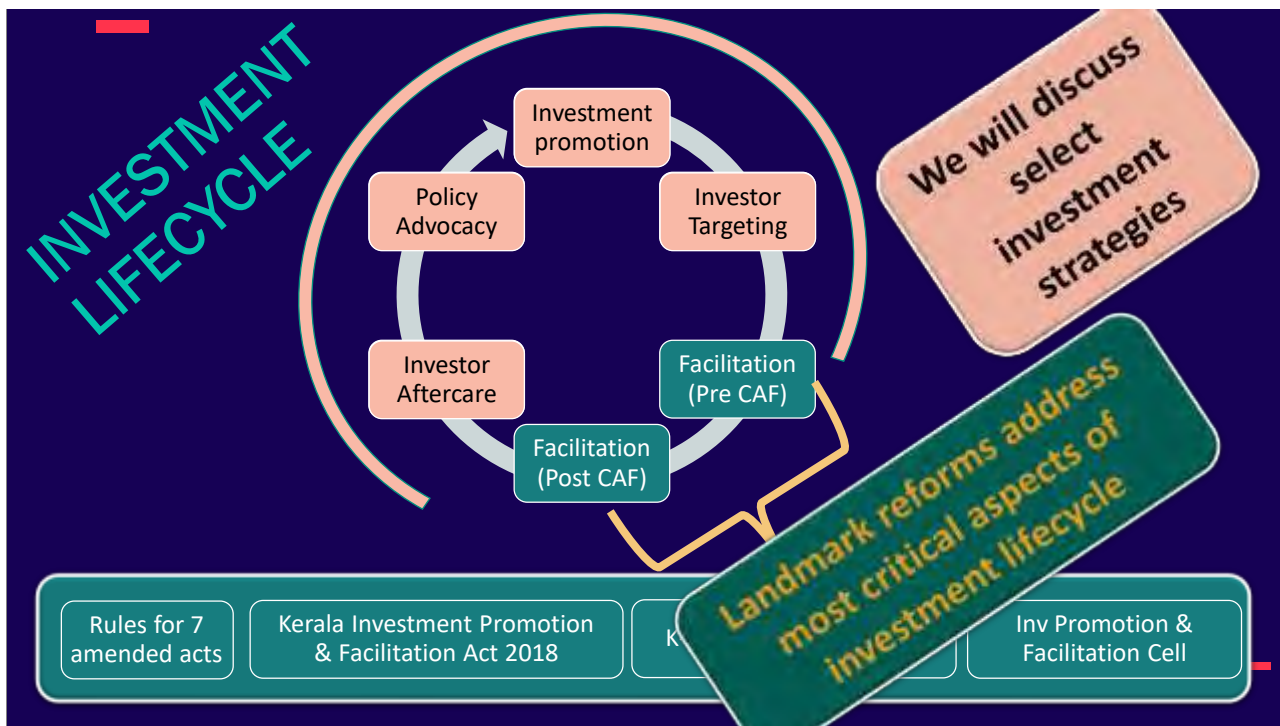 INVESTMENT
LIFECYCLE
Investment
promotion
Investor
Targeting
Facilitation
(Pre CAF)
Facilitation
(Post CAF)
Investor
Aftercare
Policy
Advocacy
We will discuss
select
investment
strategies
Landmark reforms address
most critical aspects of
investment lifecycle
Rules for 7
amended acts
Kerala Investment Promotion
& Facilitation Act 2018
Inv Promotion &
Facilitation Cell